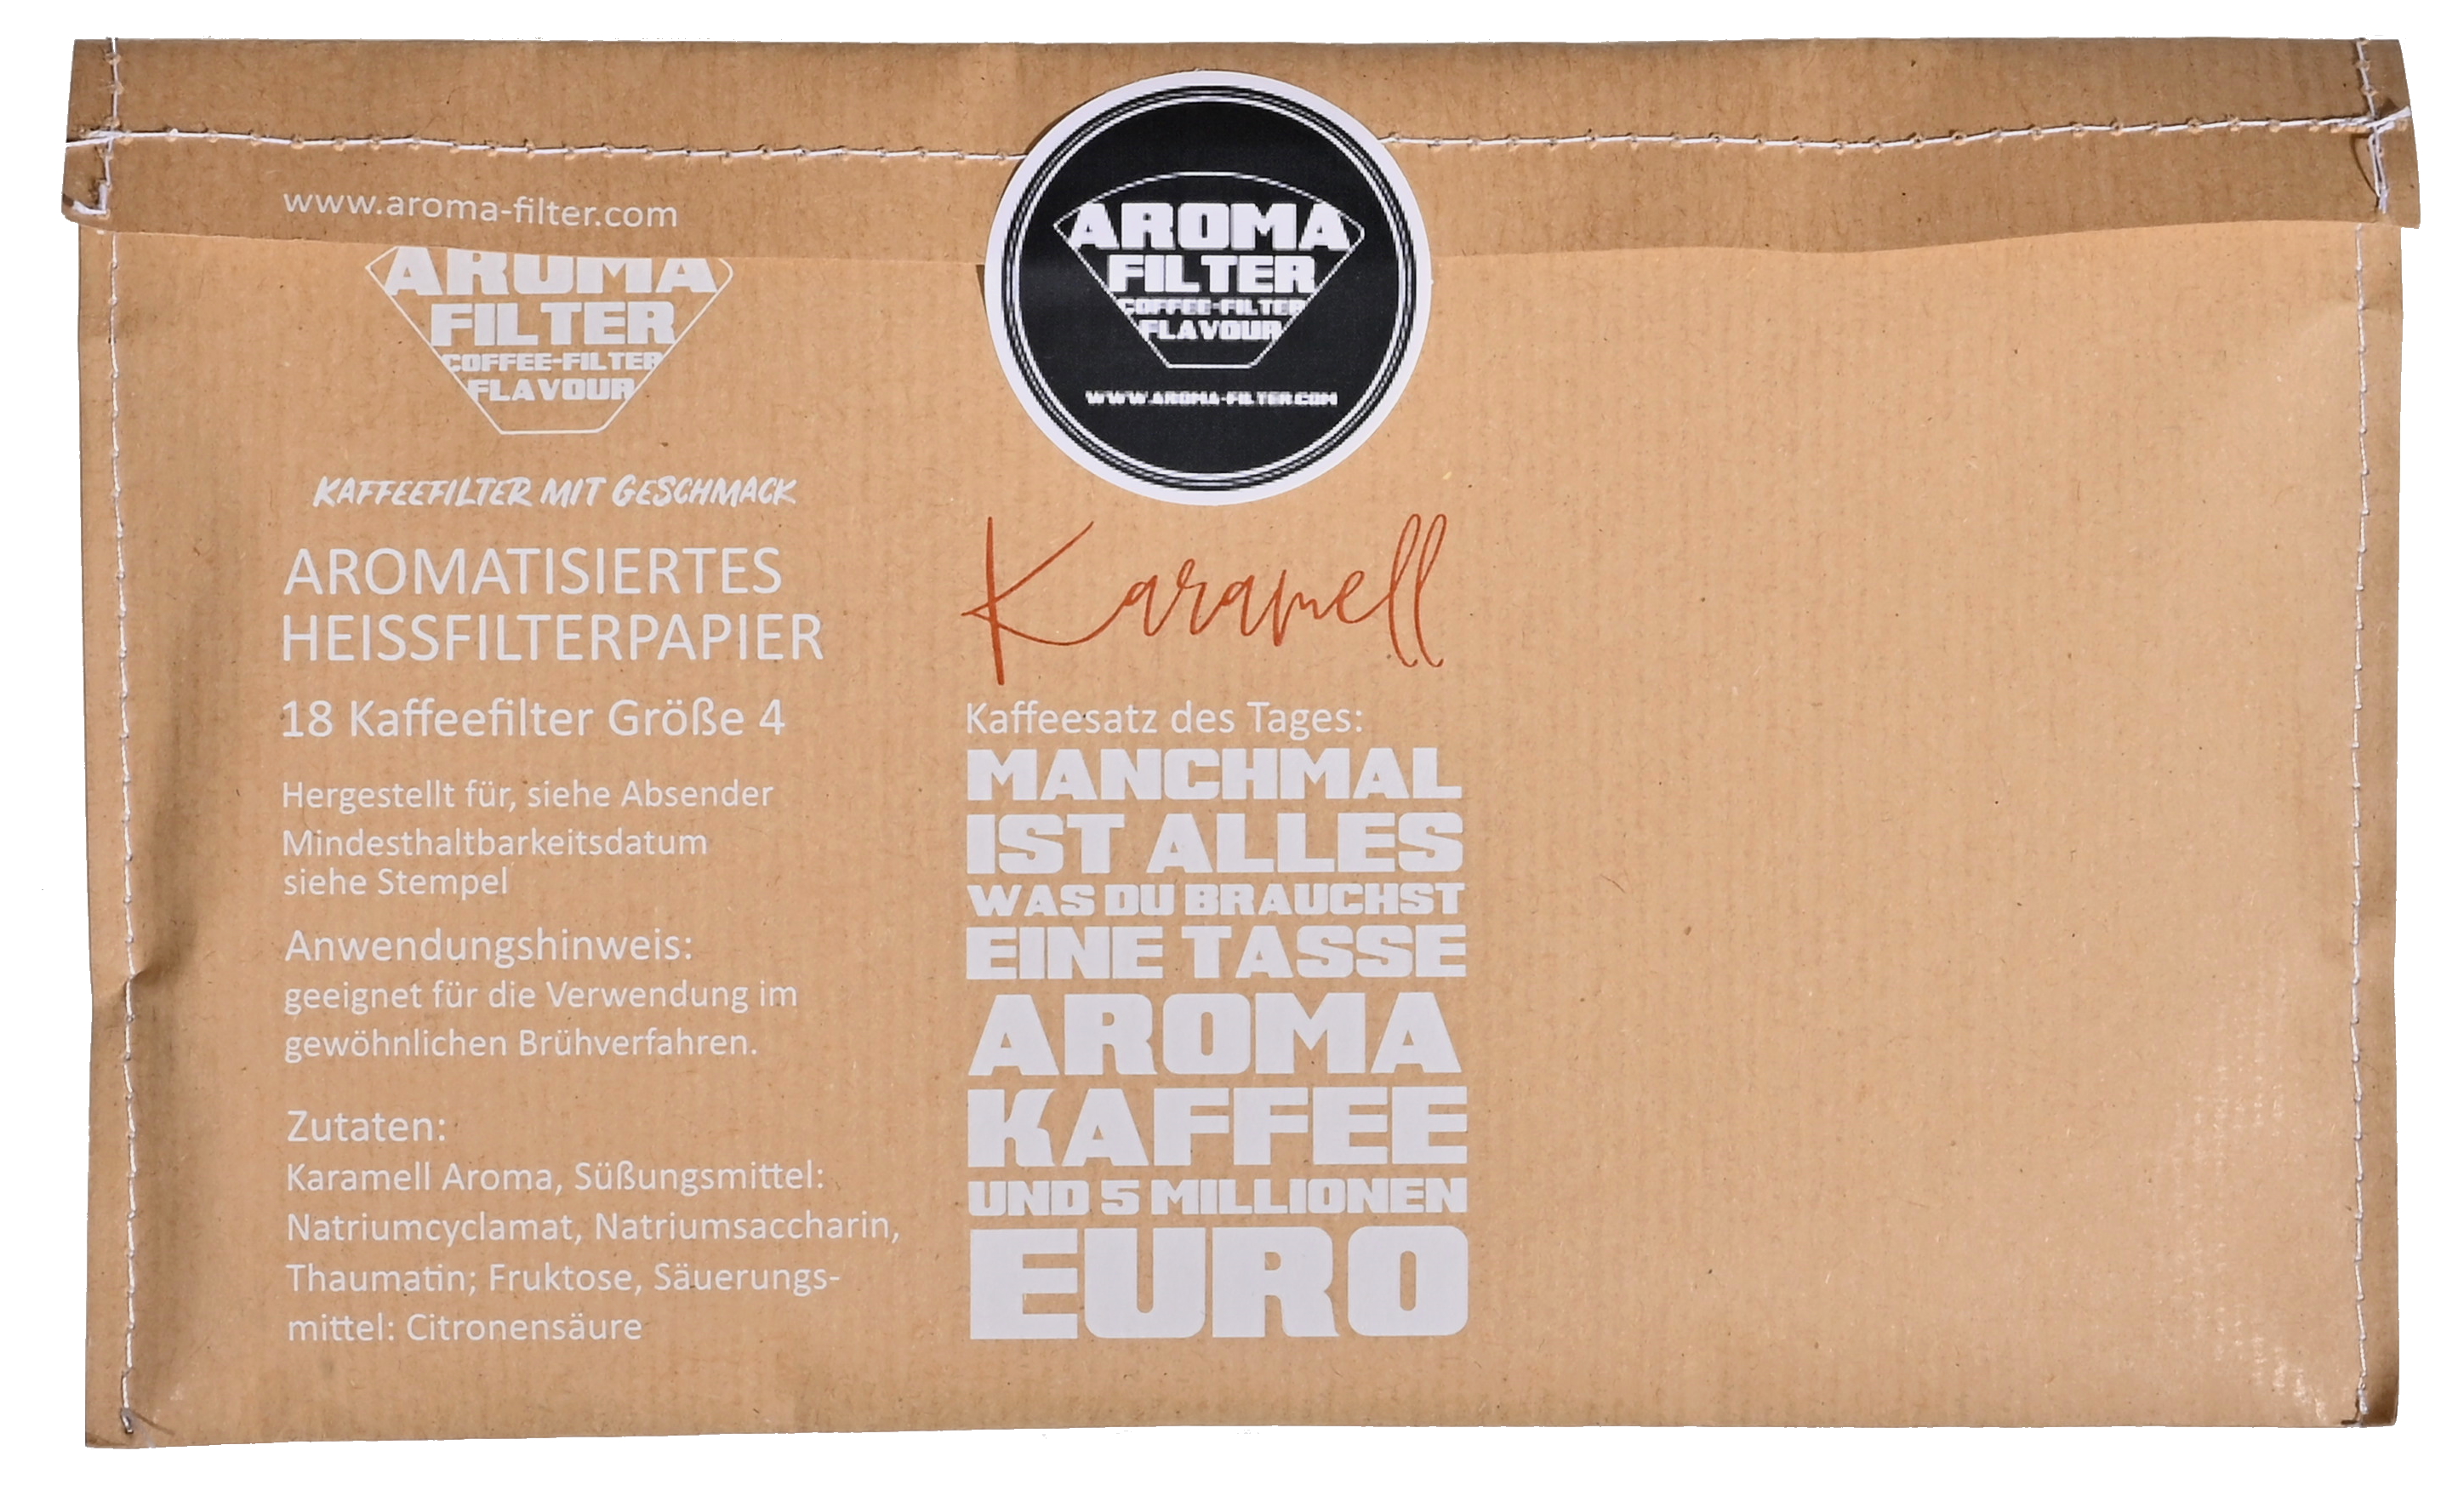 www.aroma-filter.com
AROMA
FILTER
COFFEE-FILTER
FLAVOUR
KAFFEEFILTER MIT GESCHMACK
AROMATISIERTES
HEISSFILTERPAPIER
18 Kaffeefilter Größe 4
Hergestellt für, siehe Absender
Mindesthaltbarkeitsdatum
siehe Stempel
Anwendungshinweis:
geeignet für die Verwendung im
gewöhnlichen Brühverfahren.
Zutaten:
Karamell Aroma, Süßungsmittel:
Natriumcyclamat, Natriumsaccharin,
Thaumatin; Fruktose, Säuerungs-
mittel: Citronensäure
AROMA
FILTER
COFFEE-FILTER
FLAVOUR
WWW.AROMA-FILTER.COM
Karamell
Kaffeesatz des Tages:
MANCHMAL
IST ALLES
WAS DU BRAUCHST
EINE TASSE
AROMA
KAFFEE
UND 5 MILLIONEN
EURO